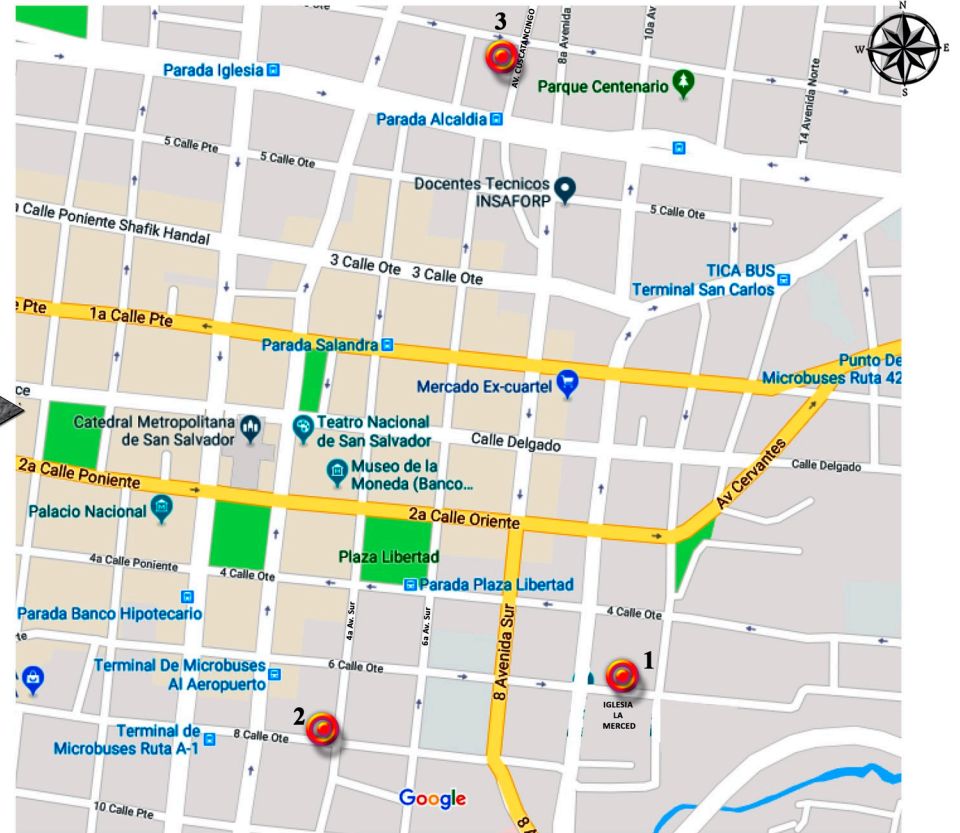 3
AV. CUSCATANCINGO
8a Avenida
10a Av
N
W
E
S
Parada Iglesia
Parque Centenario
14 Avenida Norte
Parada Alcaldia
5 Calle Pte
5 Calle Ote
Docentes Tecnicos
INSAFORP
5 Calle Ote
a Calle Poniente Shafik Handal
3 Calle Ote
3 Calle Ote
TICA BUS
Terminal San Carlos
e Pte
1a Calle Pte
Parada Salandra
Punto De
Microbuses Ruta 42
Mercado Ex-cuartel
ce
Catedral Metropolitana
de San Salvador
Teatro Nacional
de San Salvador
Calle Delgado
Calle Delgado
Av Cervantes
2a Calle Poniente
Museo de la
Moneda (Banco...
Palacio Nacional
2a Calle Oriente
Plaza Libertad
4a Calle Poniente
4 Calle Ote
Parada Plaza Libertad
Parada Banco Hipotecario
4a Av. Sur
6a Av. Sur
8 Avenida Sur
4 Calle Ote
rte
Terminal De Microbuses
Al Aeropuerto
6 Calle Ote
1
IGLESIA
LA
MERCED
2
Terminal de
Microbuses Ruta A-1
8 Calle Ote
Google
10 Calle Pte
8 A